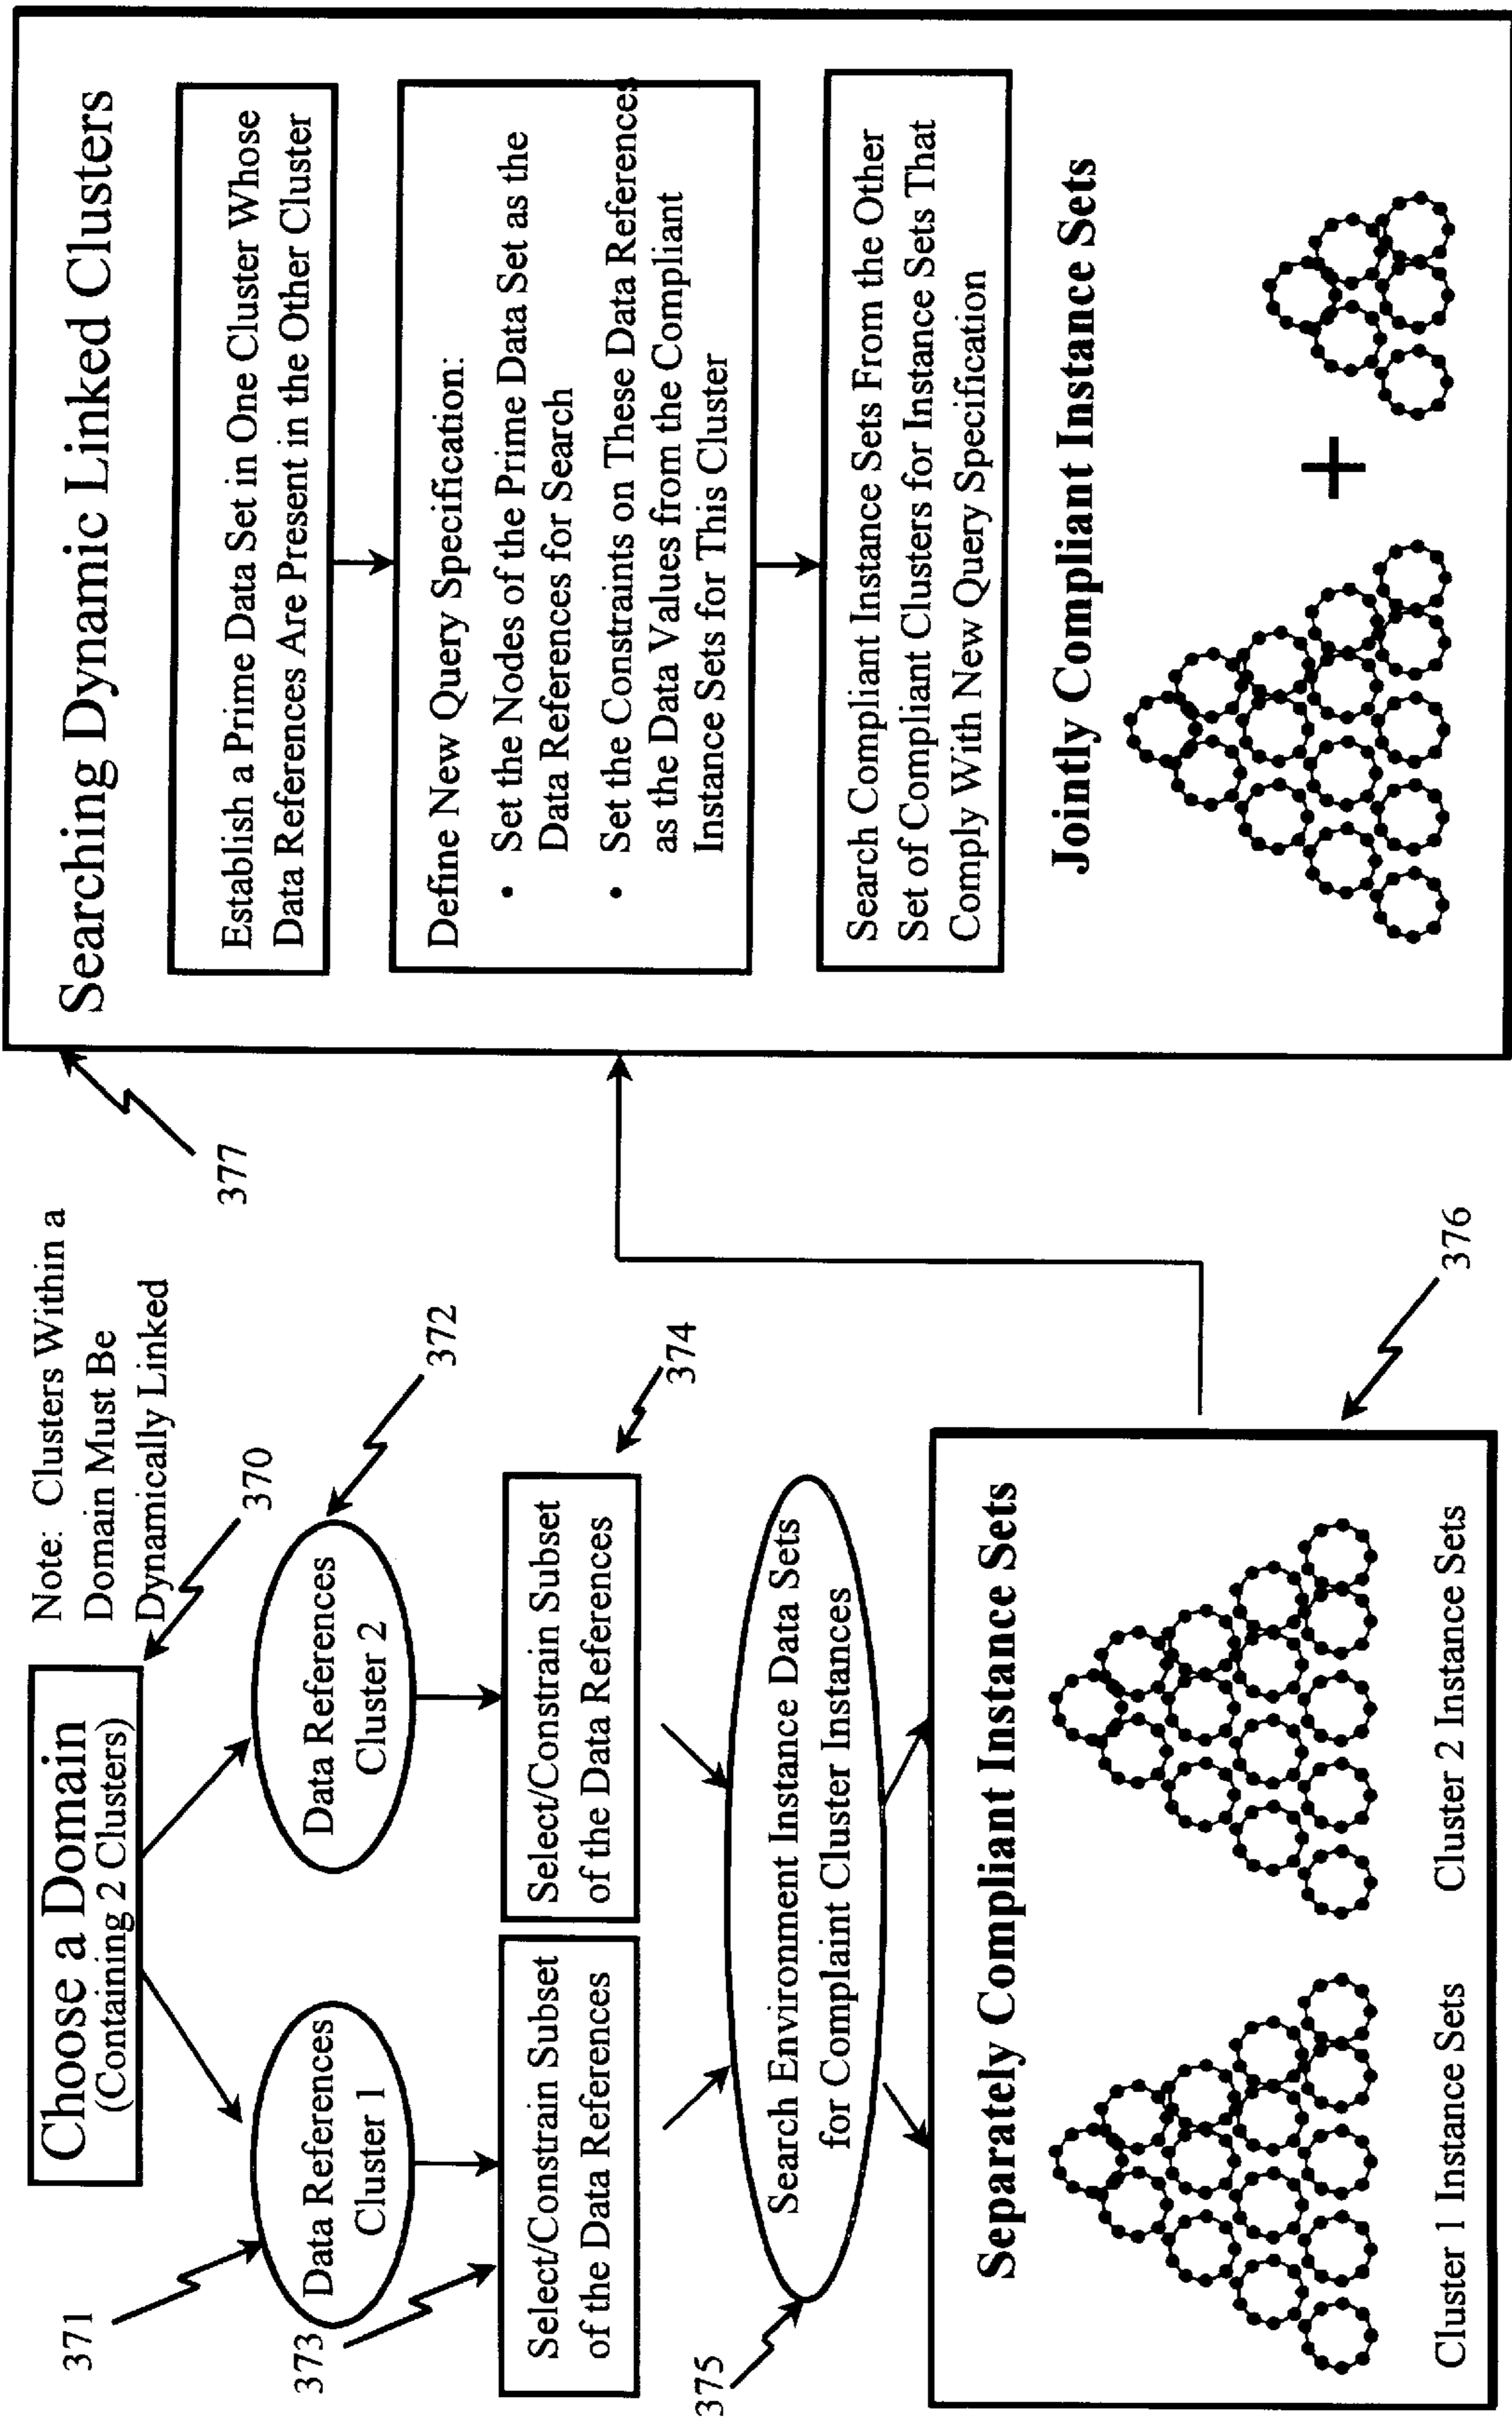 Choose a Domain
(Containing 2 Clusters)
Note: Clusters Within a
Domain Must Be
Dynamically Linked
370
371
Data References
Cluster 1
Data References
Cluster 2
372
373
Select/Constrain Subset
of the Data References
Select/Constrain Subset
of the Data References
374
375
Search Environment Instance Data Sets
for Complaint Cluster Instances
Separately Compliant Instance Sets
Cluster 1 Instance Sets
Cluster 2 Instance Sets
376
377
Searching Dynamic Linked Clusters
Establish a Prime Data Set in One Cluster Whose
Data References Are Present in the Other Cluster
Define New Query Specification:
• Set the Nodes of the Prime Data Set as the
Data References for Search
• Set the Constraints on These Data References
as the Data Values from the Compliant
Instance Sets for This Cluster
Search Compliant Instance Sets From the Other
Set of Compliant Clusters for Instance Sets That
Comply With New Query Specification
Jointly Compliant Instance Sets
+